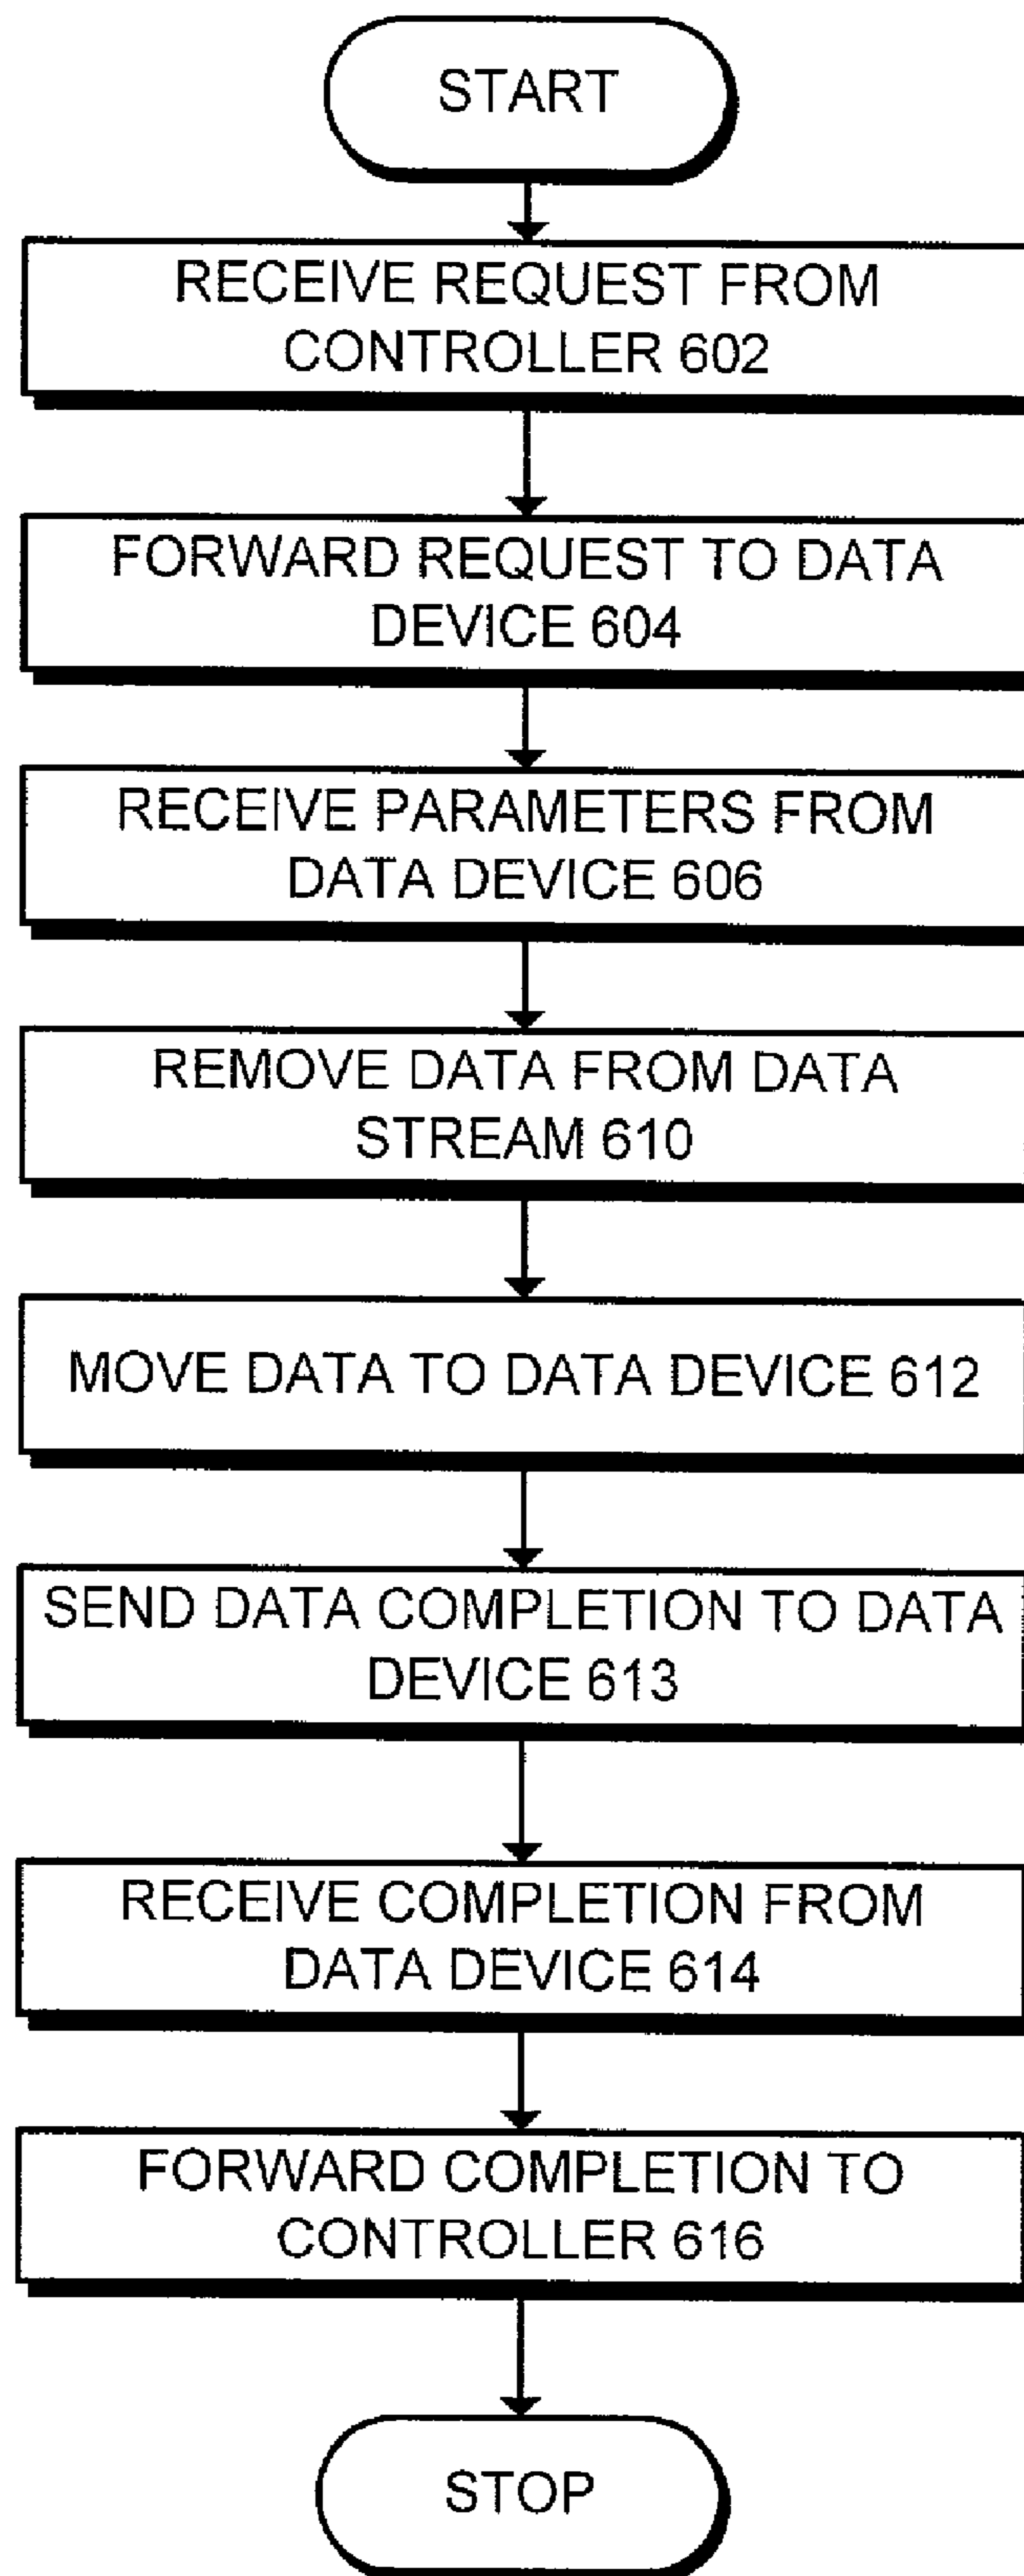 START
RECEIVE REQUEST FROM
CONTROLLER 602
FORWARD REQUEST TO DATA
DEVICE 604
RECEIVE PARAMETERS FROM
DATA DEVICE 606
REMOVE DATA FROM DATA
STREAM 610
MOVE DATA TO DATA DEVICE 612
SEND DATA COMPLETION TO DATA
DEVICE 613
RECEIVE COMPLETION FROM
DATA DEVICE 614
FORWARD COMPLETION TO
CONTROLLER 616
STOP